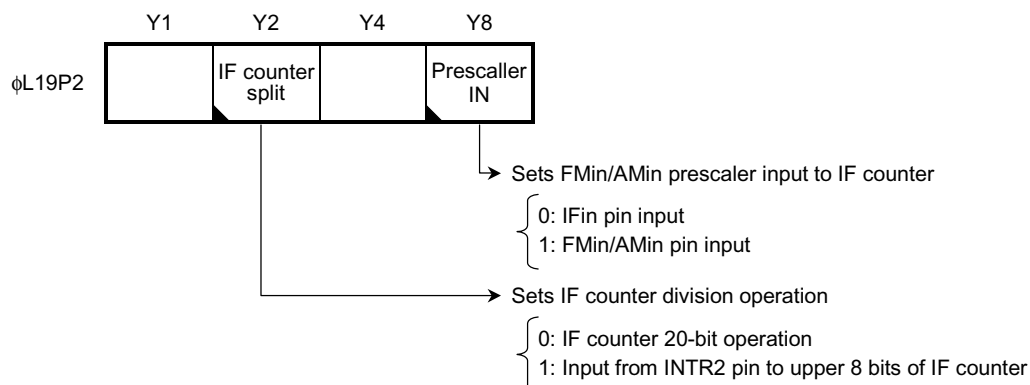 Y1 Y2 Y4 Y8
ϕL19P2
IF counter
split
Prescaller
IN
Sets FMin/AMin prescaler input to IF counter
0: IFin pin input
1: FMin/AMin pin input
Sets IF counter division operation
0: IF counter 20-bit operation
1: Input from INTR2 pin to upper 8 bits of IF counter